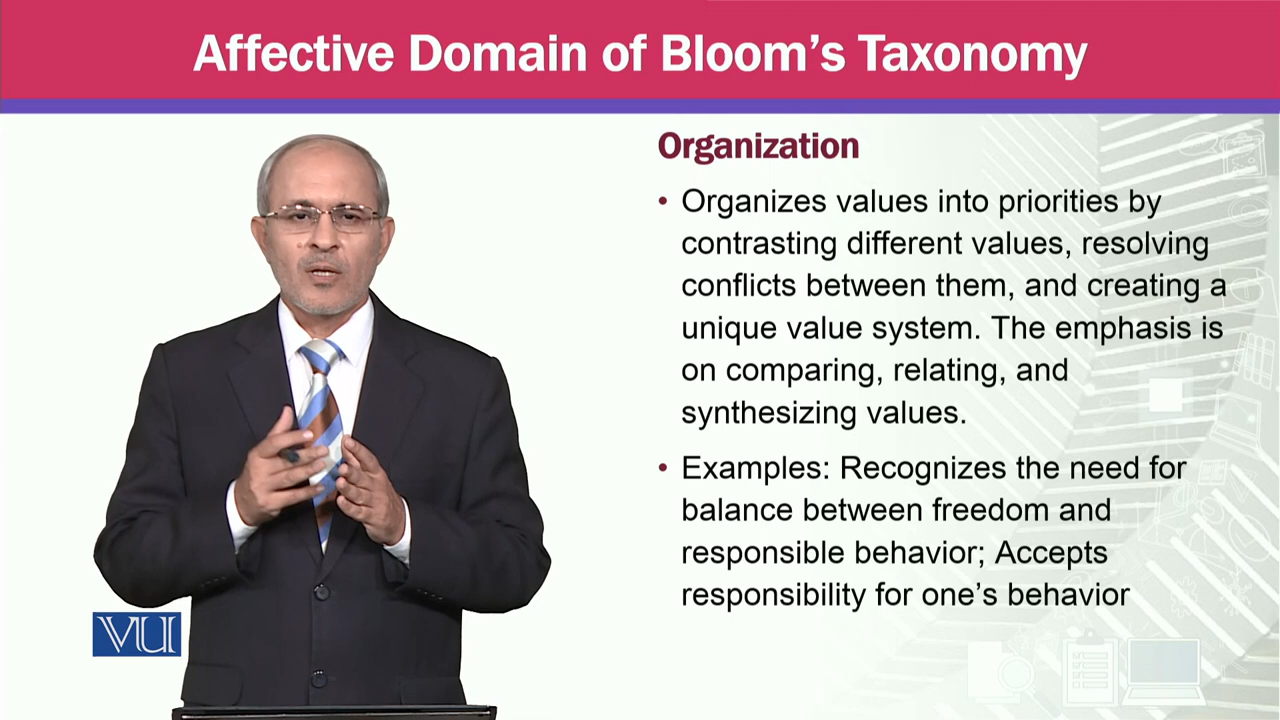 Affective Domain of Bloom’s Taxonomy
Organization
• Organizes values into priorities by
contrasting different values, resolving
conflicts between them, and creating a
unique value system. The emphasis is
on comparing, relating, and
synthesizing values.
• Examples: Recognizes the need for
balance between freedom and
responsible behavior; Accepts
responsibility for one’s behavior
VU